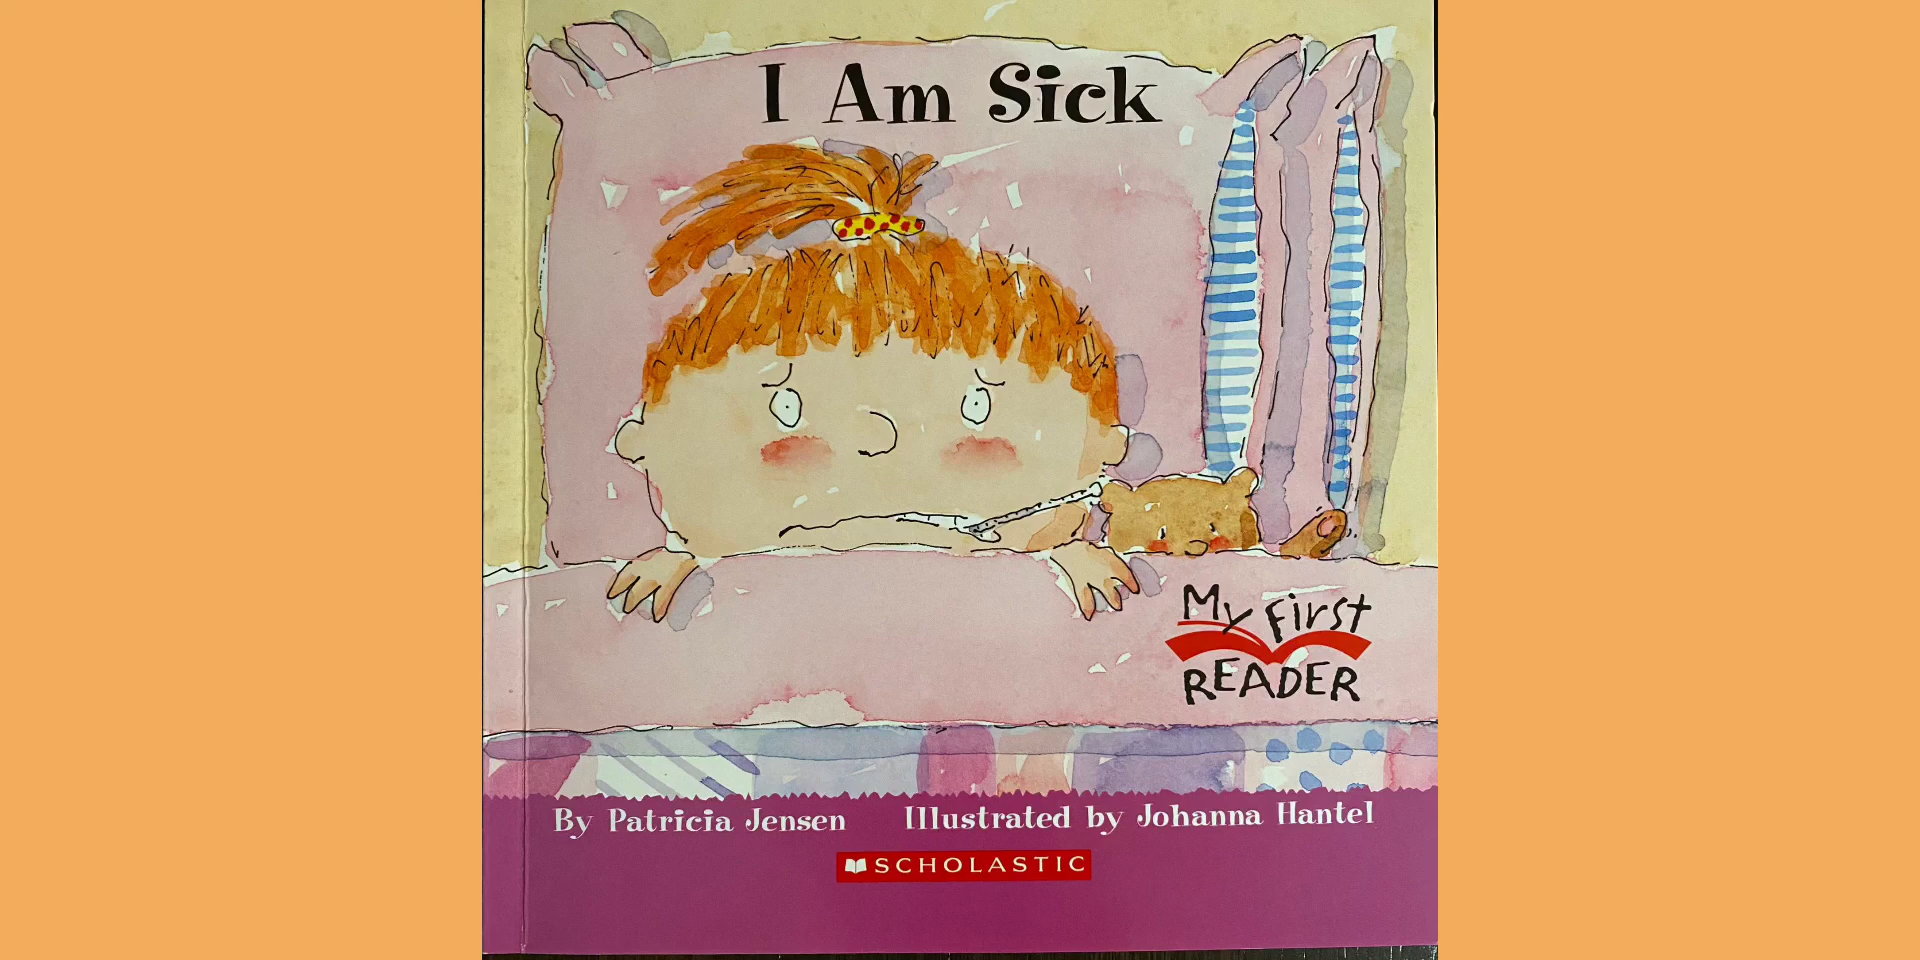 I Am Sick
My First
READER
By Patricia Jensen
Illustrated by Johanna Hantel
SCHOLASTIC